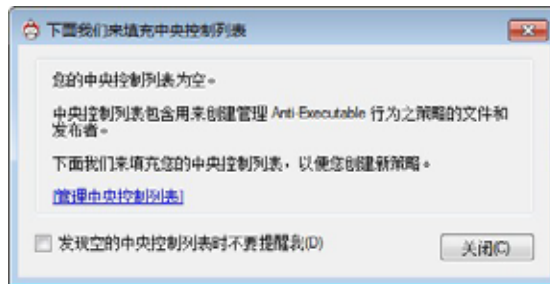 下面我们来填充中央控制列表
您的中央控制列表为空。
中央控制列表包含用来创建管理 Anti-Executable 行为之策略的文件和
发布者。
下面我们来填充您的中央控制列表，以便您创建新策略。
[管理中央控制列表]
发现空的中央控制列表时不要提醒我(D)
关闭(C)